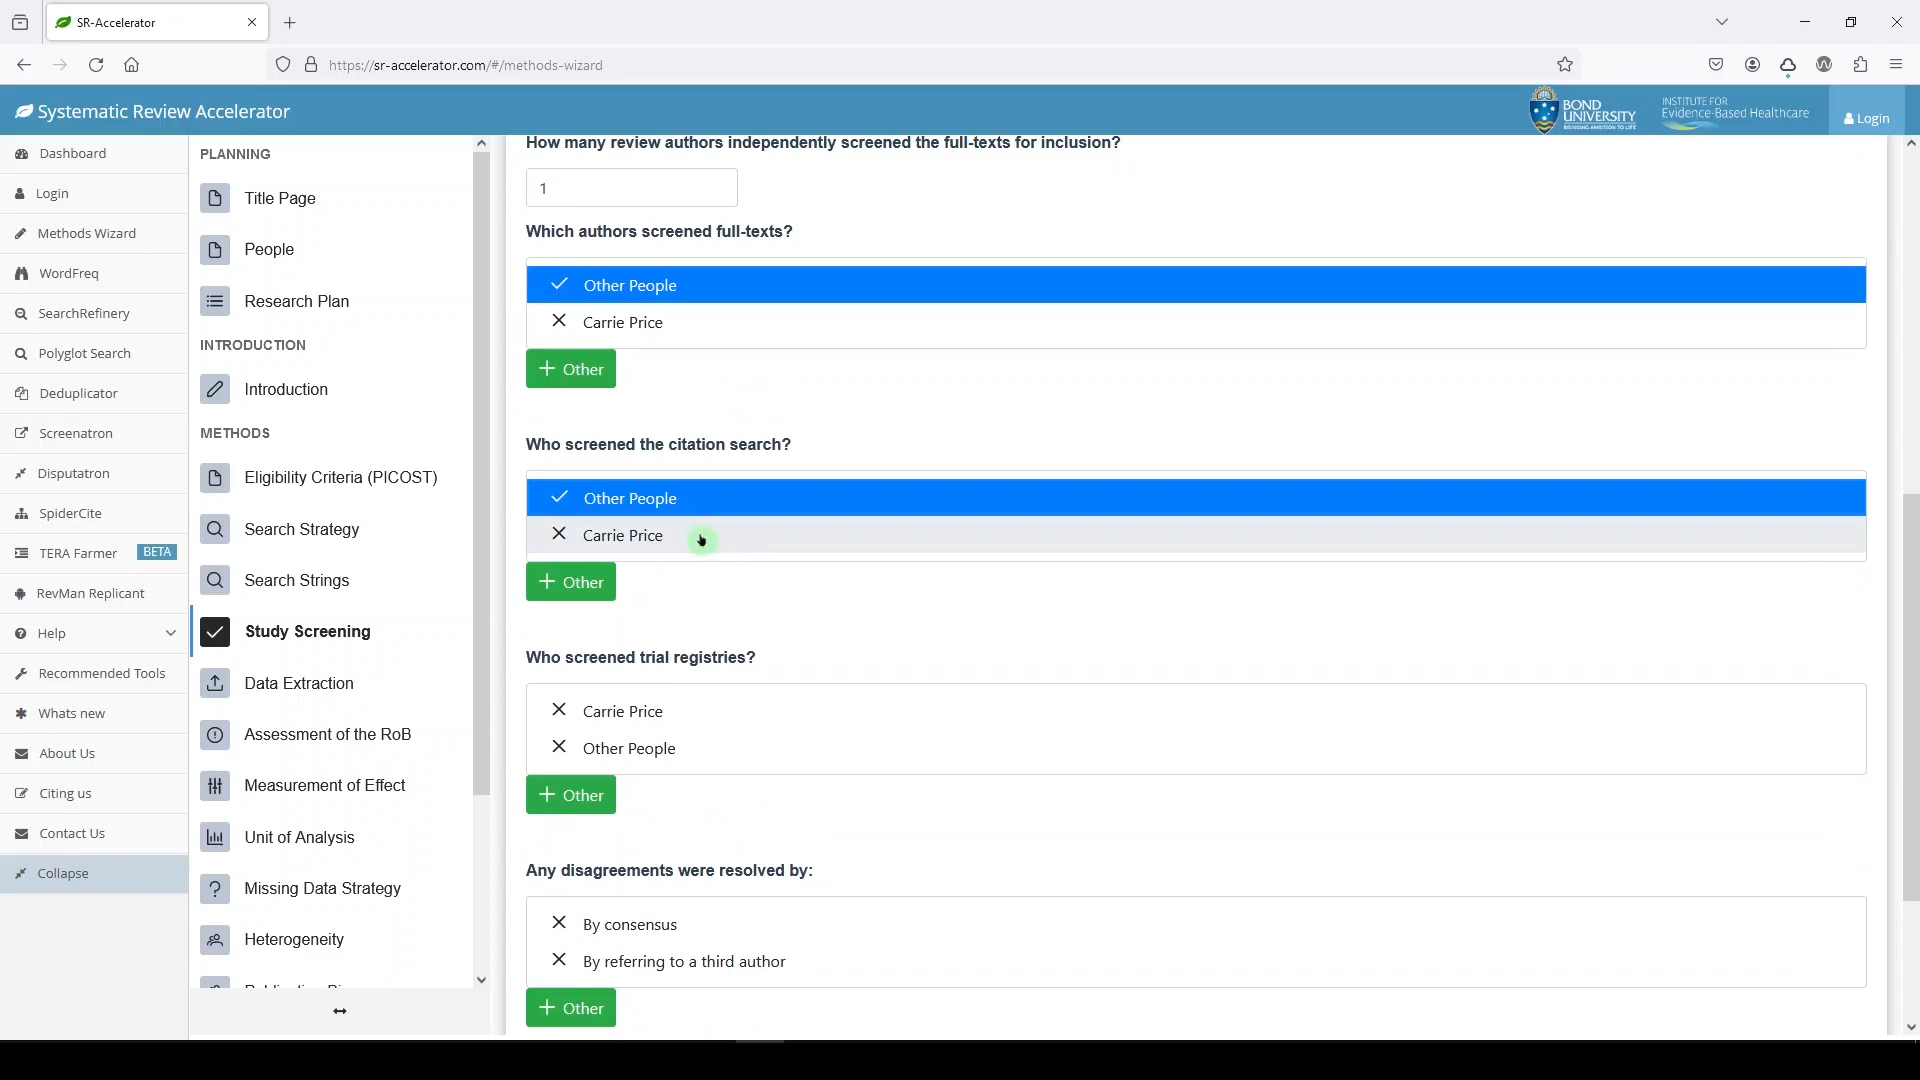 SR-Accelerator
https://sr-accelerator.com/#/methods-wizard
Systematic Review Accelerator
BOND
UNIVERSITY
BRINGING AMBITION TO LIFE
INSTITUTE FOR
Evidence-Based Healthcare
Login
Dashboard
Login
Methods Wizard
WordFreq
SearchRefinery
Polyglot Search
Deduplicator
Screenatron
Disputatron
SpiderCite
TERA Farmer BETA
RevMan Replicant
Help
Recommended Tools
Whats new
About Us
Citing us
Contact Us
Collapse
PLANNING
Title Page
People
Research Plan
INTRODUCTION
Introduction
METHODS
Eligibility Criteria (PICOST)
Search Strategy
Search Strings
Study Screening
Data Extraction
Assessment of the RoB
Measurement of Effect
Unit of Analysis
Missing Data Strategy
Heterogeneity
How many review authors independently screened the full-texts for inclusion?
1
Which authors screened full-texts?
Other People
Carrie Price
+ Other
Who screened the citation search?
Other People
Carrie Price
+ Other
Who screened trial registries?
Carrie Price
Other People
+ Other
Any disagreements were resolved by:
By consensus
By referring to a third author
+ Other